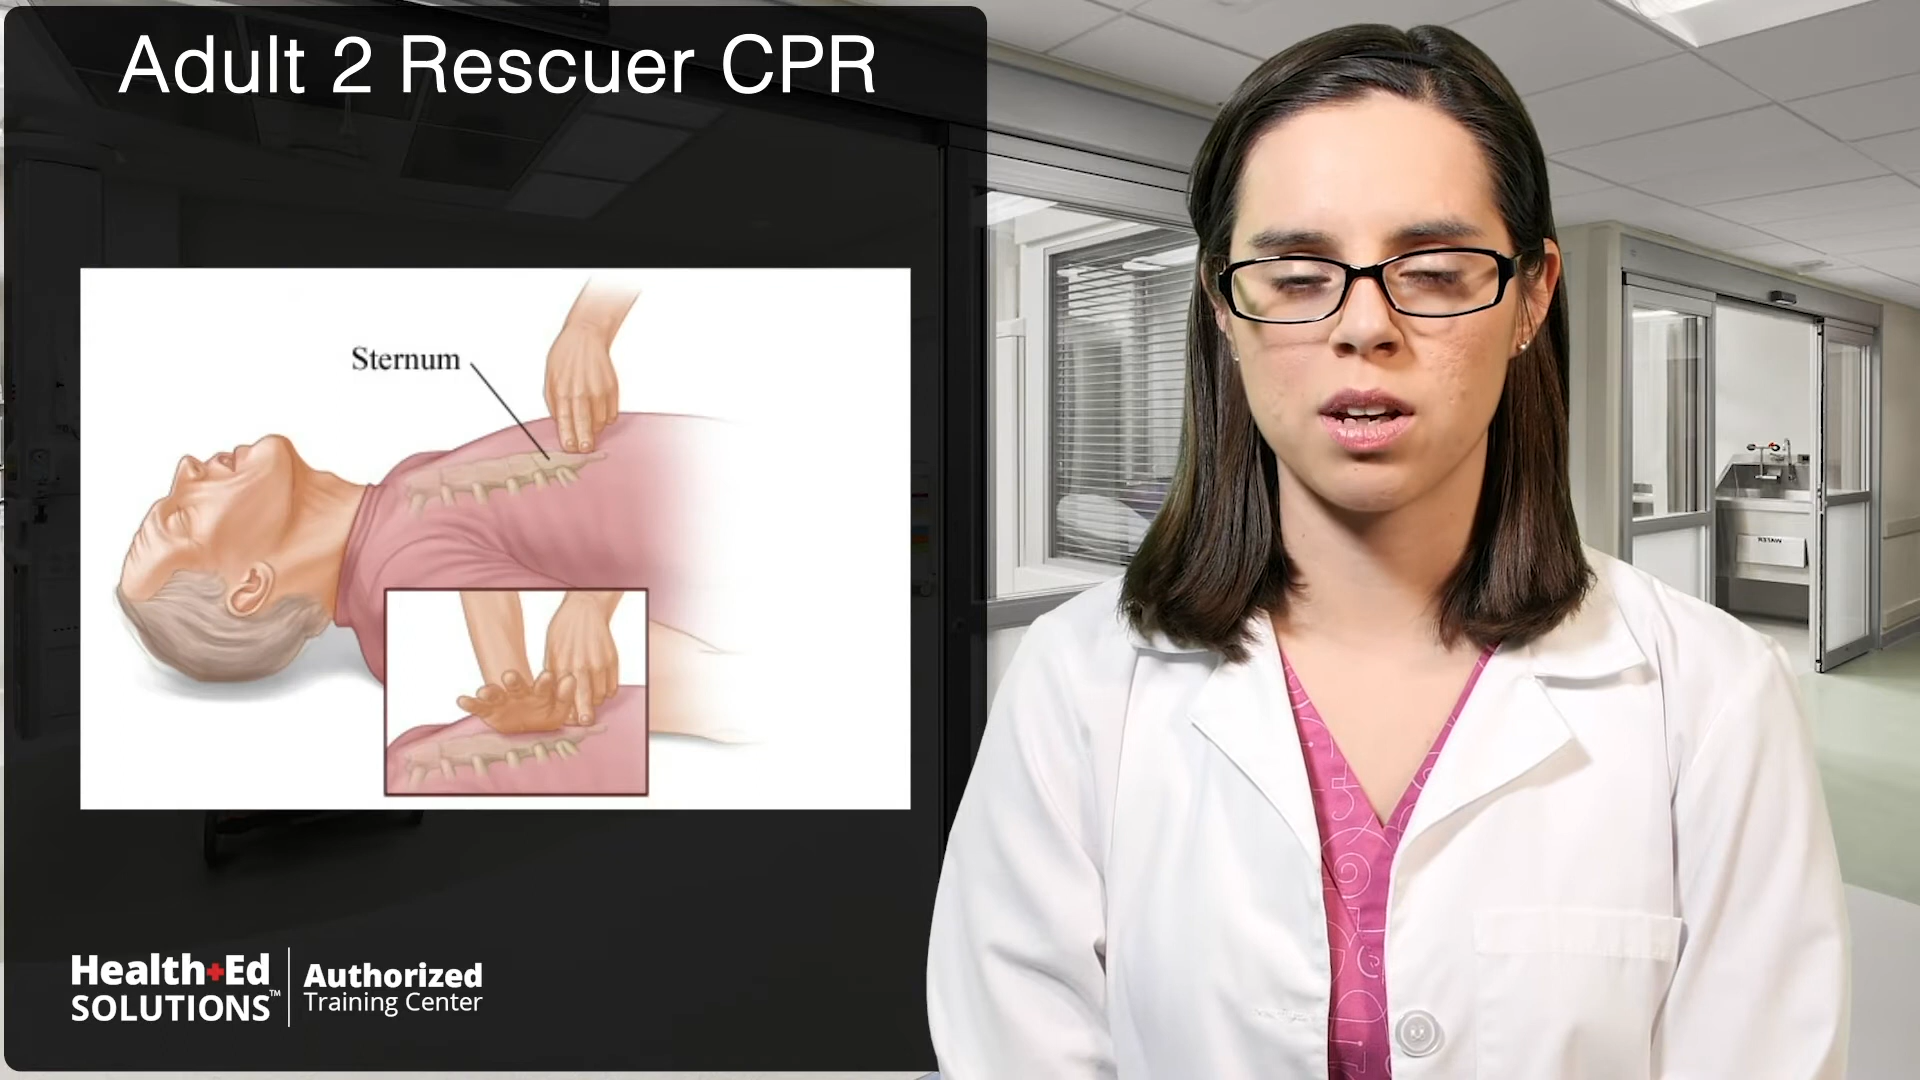 Adult 2 Rescuer CPR
Sternum
Health+Ed
SOLUTIONS™
Authorized
Training Center